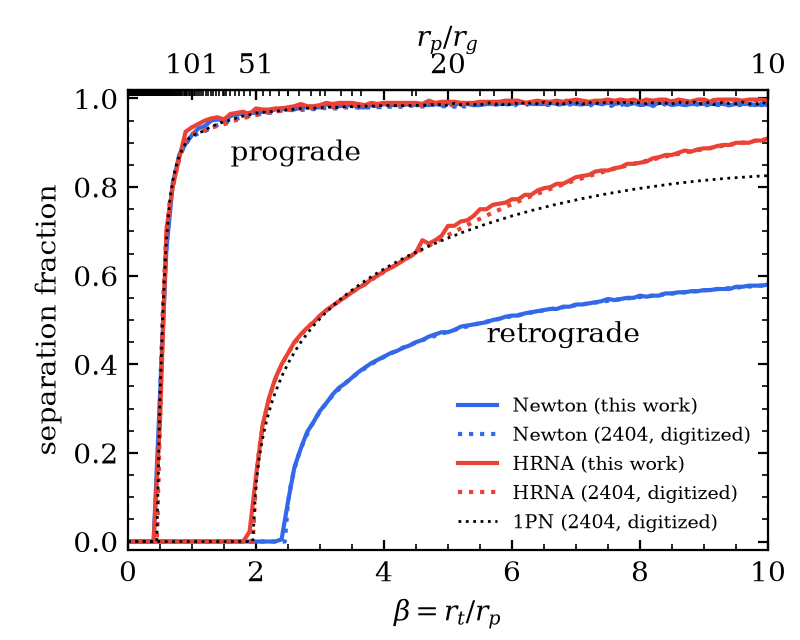 r_p/r_g
101 51 20 10
1.0
prograde
0.8
0.6
retrograde
0.4
0.2
0.0
separation fraction
Newton (this work)
Newton (2404, digitized)
HRNA (this work)
HRNA (2404, digitized)
1PN (2404, digitized)
0 2 4 6 8 10
β = r_t/r_p